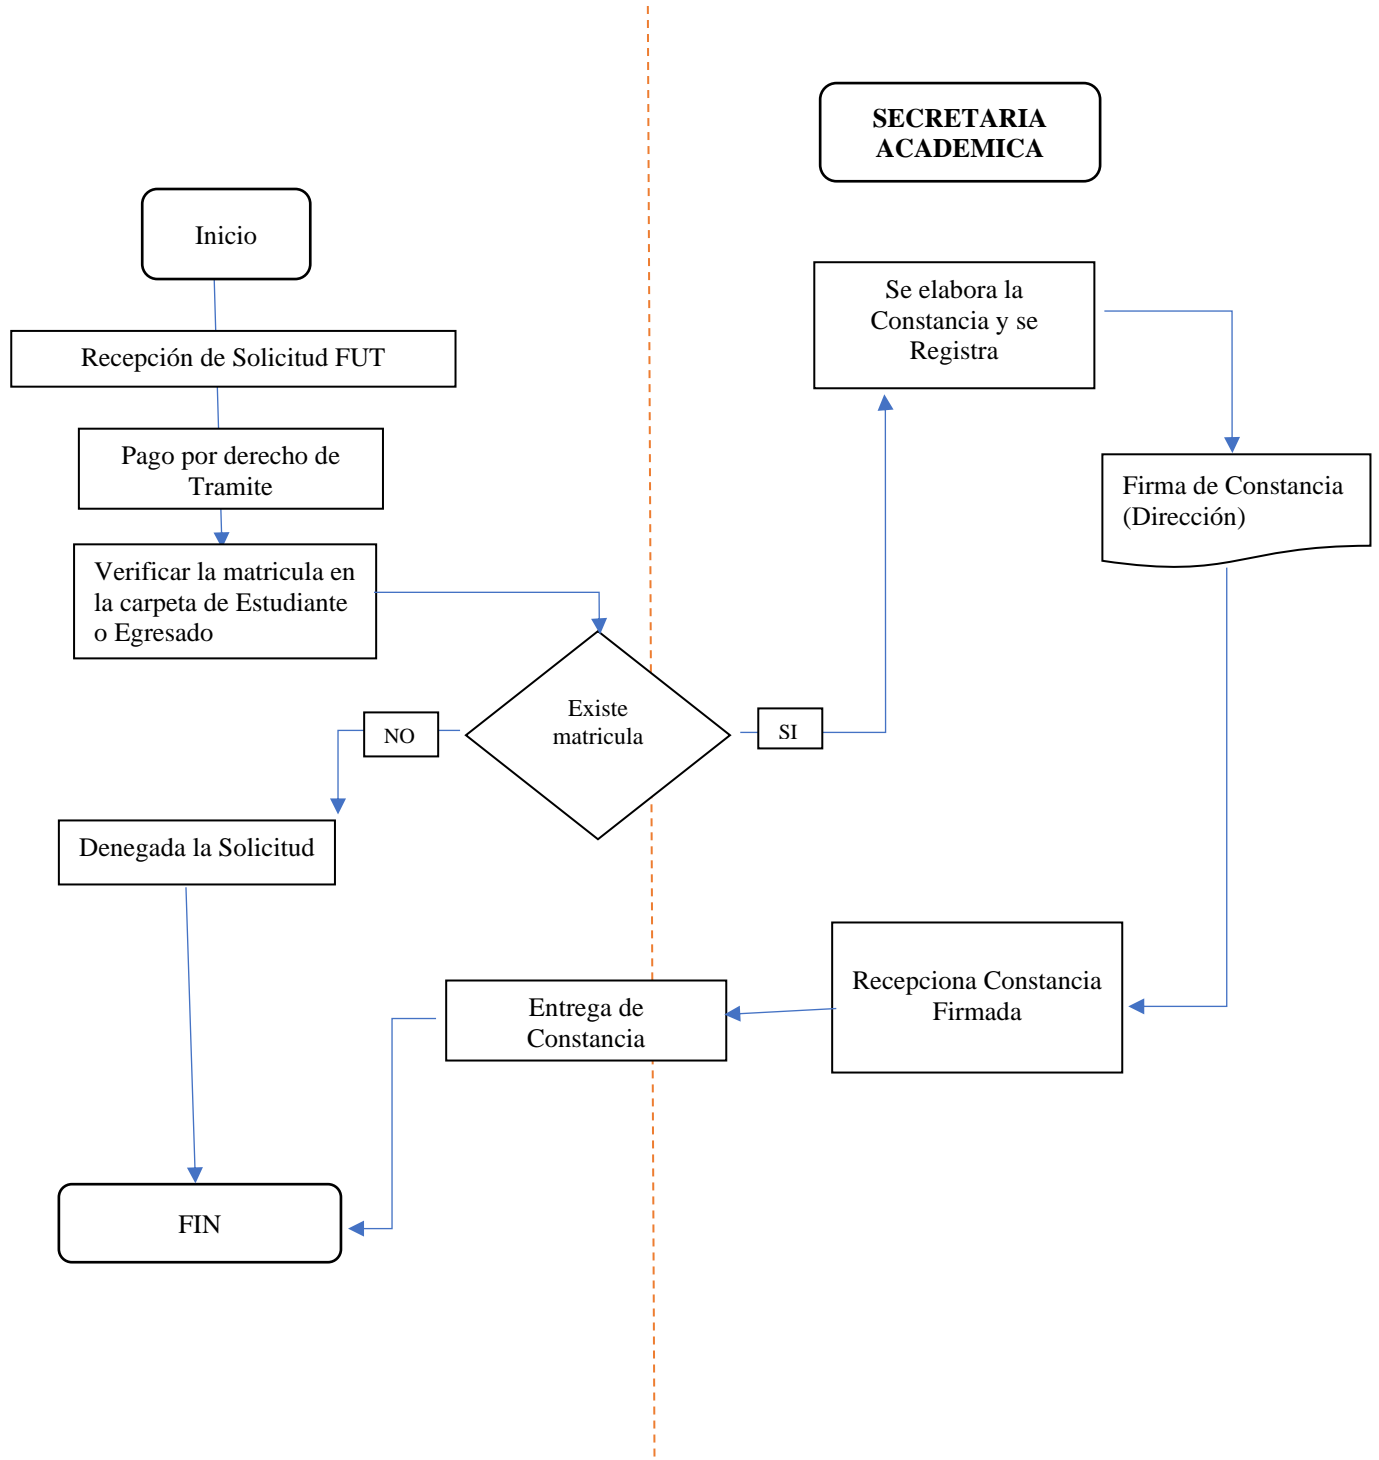 SECRETARIA
ACADEMICA
Inicio
Recepción de Solicitud FUT
Pago por derecho de
Tramite
Verificar la matricula en
la carpeta de Estudiante
o Egresado
Existe
matricula
NO
SI
Denegada la Solicitud
Se elabora la
Constancia y se
Registra
Firma de Constancia
(Dirección)
Recepciona Constancia
Firmada
Entrega de
Constancia
FIN